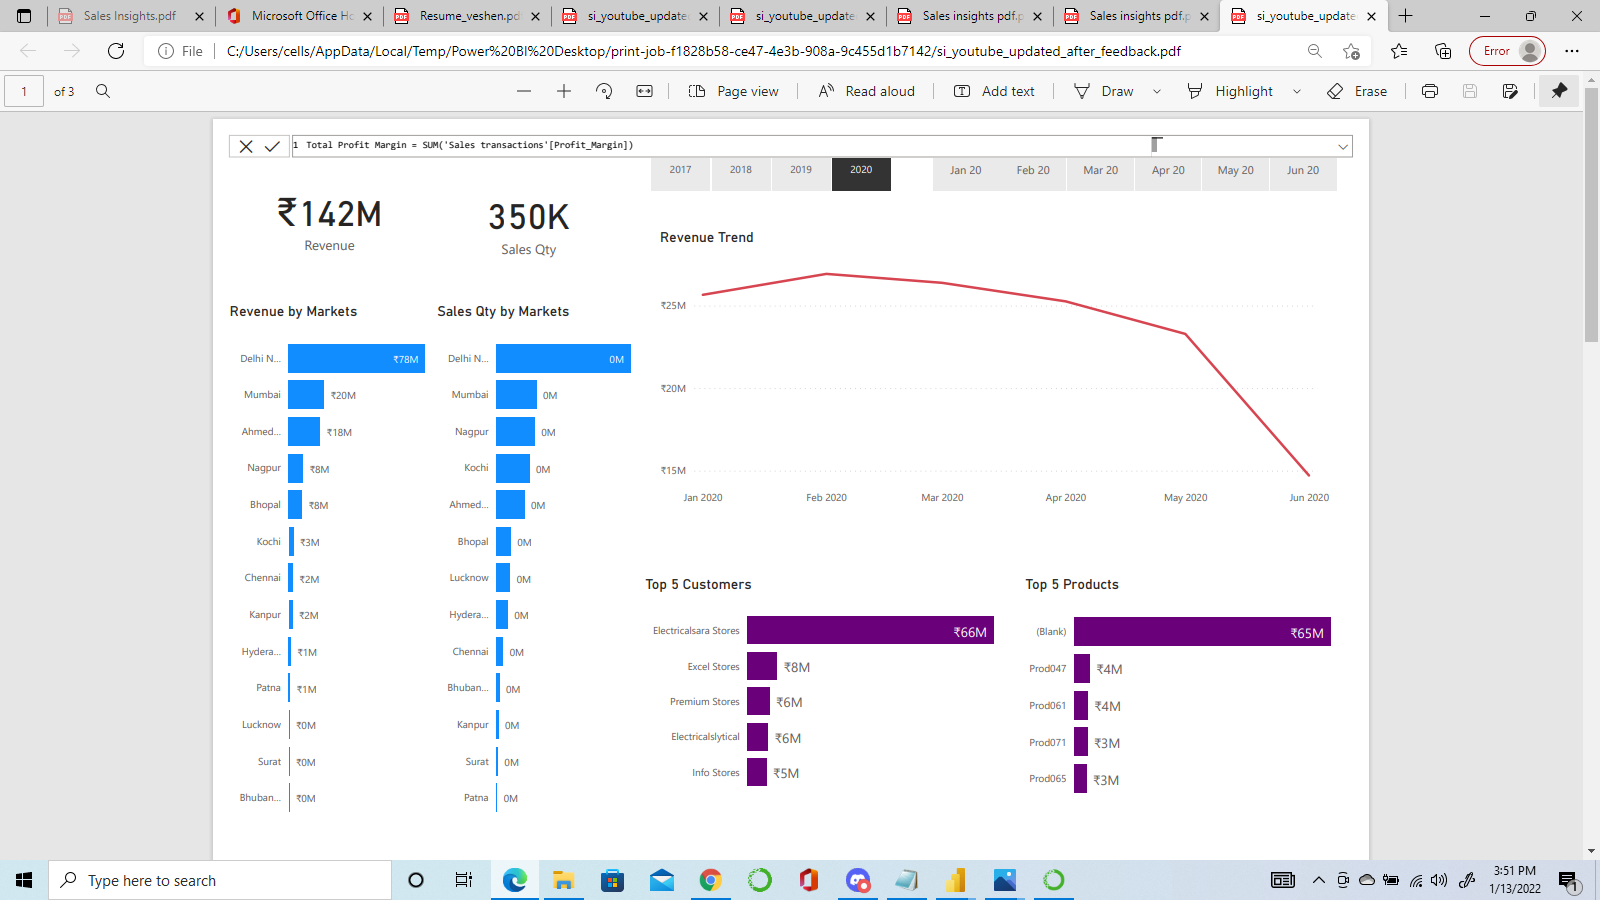 Sales Insights.pdf
Microsoft Office Ho
Resume_veshen.pd
si_youtube_update
si_youtube_update
Sales insights pdf.p
Sales insights pdf.p
si_youtube_update
File
C:/Users/cells/AppData/Local/Temp/Power%20BI%20Desktop/print-job-f1828b58-ce47-4e3b-908a-9c455d1b7142/si_youtube_updated_after_feedback.pdf
Error
1 of 3
Page view
Read aloud
Add text
Draw
Highlight
Erase
1 Total Profit Margin = SUM('Sales transactions'[Profit_Margin])
2017 2018 2019 2020
Jan 20 Feb 20 Mar 20 Apr 20 May 20 Jun 20
₹142M
Revenue
350K
Sales Qty
Revenue by Markets
Delhi N... ₹78M
Mumbai ₹20M
Ahmed... ₹18M
Nagpur ₹8M
Bhopal ₹8M
Kochi ₹3M
Chennai ₹2M
Kanpur ₹2M
Hydera... ₹1M
Patna ₹1M
Lucknow ₹0M
Surat ₹0M
Bhuban... ₹0M
Sales Qty by Markets
Delhi N... 0M
Mumbai 0M
Nagpur 0M
Kochi 0M
Ahmed... 0M
Bhopal 0M
Lucknow 0M
Hydera... 0M
Chennai 0M
Bhuban... 0M
Kanpur 0M
Surat 0M
Patna 0M
Revenue Trend
₹25M
₹20M
₹15M
Jan 2020 Feb 2020 Mar 2020 Apr 2020 May 2020 Jun 2020
Top 5 Customers
Electricalsara Stores ₹66M
Excel Stores ₹8M
Premium Stores ₹6M
Electricalslytical ₹6M
Info Stores ₹5M
Top 5 Products
(Blank) ₹65M
Prod047 ₹4M
Prod061 ₹4M
Prod071 ₹3M
Prod065 ₹3M
Type here to search
3:51 PM
1/13/2022
1